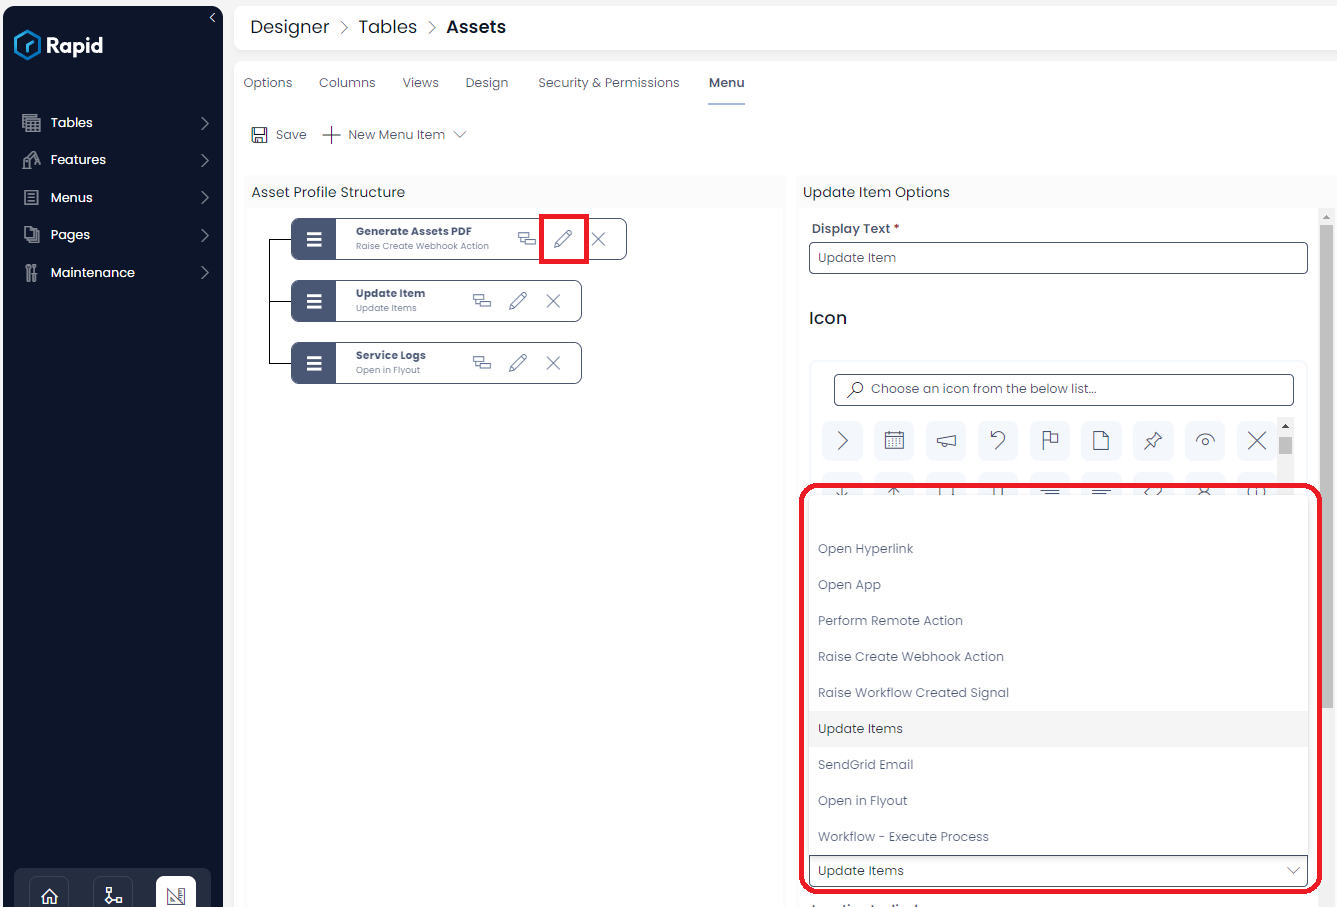 Rapid
Tables
Features
Menus
Pages
Maintenance
Designer > Tables > Assets
Options Columns Views Design Security & Permissions Menu
Save New Menu Item
Asset Profile Structure
Generate Assets PDF
Raise Create Webhook Action
Update Item
Update Items
Service Logs
Open in Flyout
Update Item Options
Display Text *
Update Item
Icon
Choose an icon from the below list...
Open Hyperlink
Open App
Perform Remote Action
Raise Create Webhook Action
Raise Workflow Created Signal
Update Items
SendGrid Email
Open in Flyout
Workflow - Execute Process
Update Items